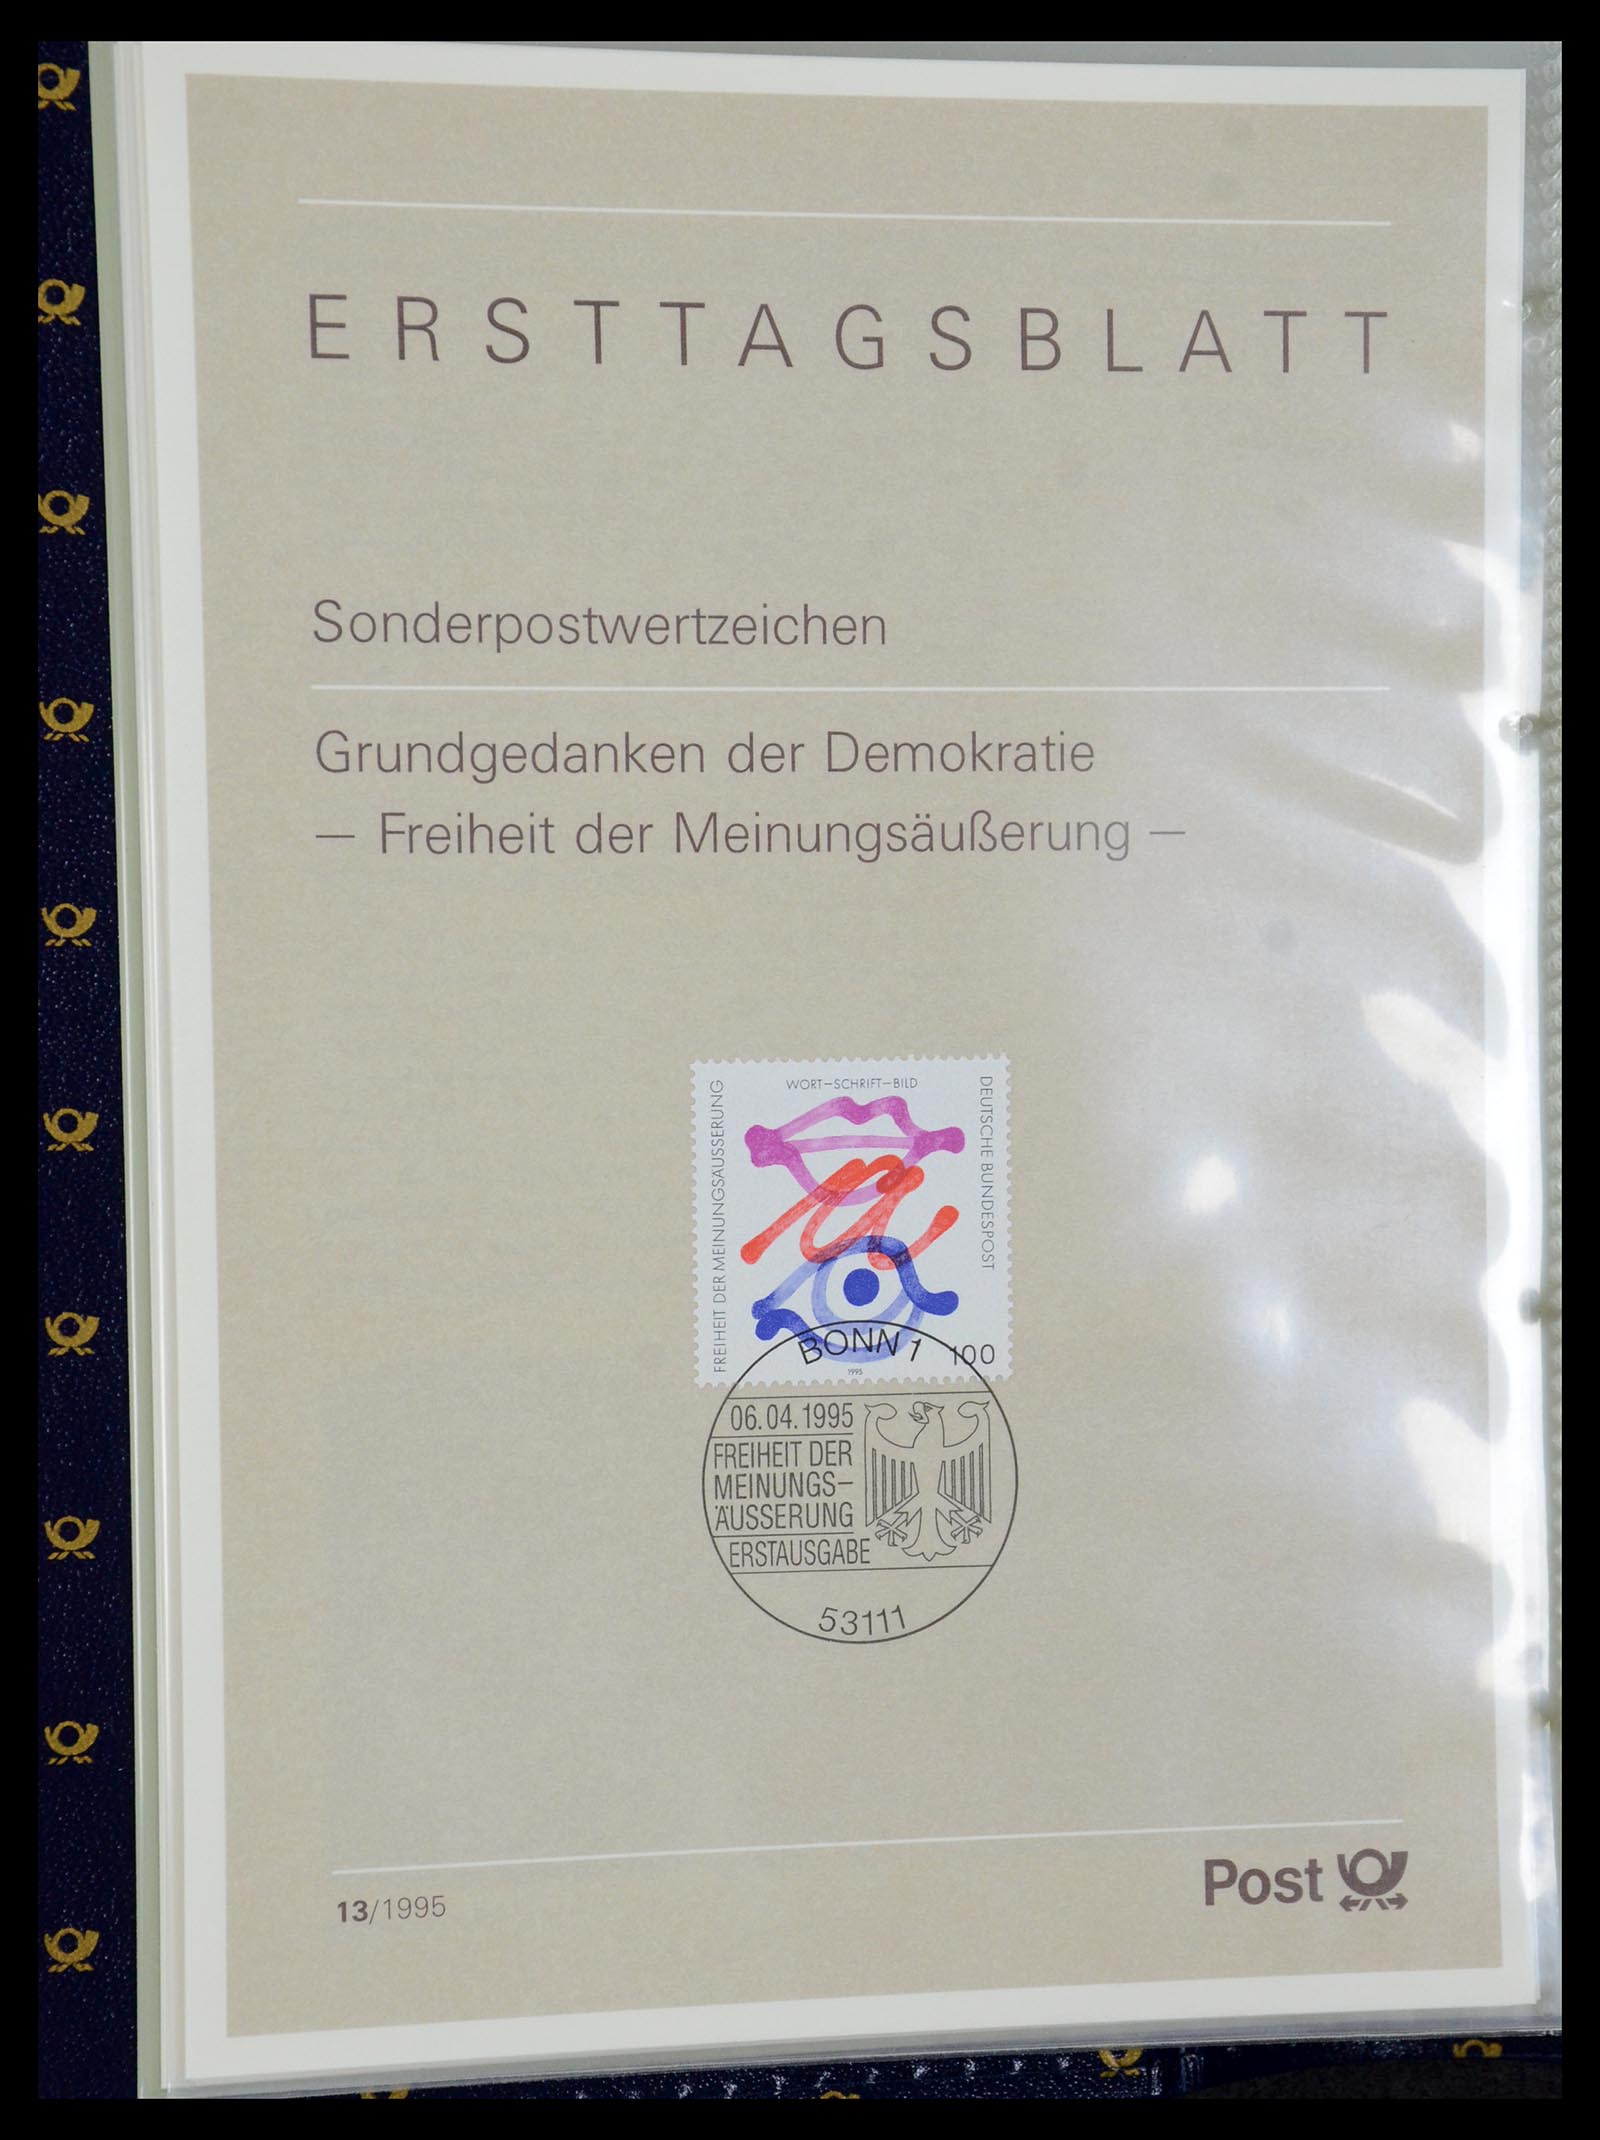 ERSTTAGSBLATT
Sonderpostwertzeichen
Grundgedanken der Demokratie
— Freiheit der Meinungsäußerung —
WORT–SCHRIFT–BILD
FREIHEIT DER MEINUNGSÄUSSERUNG
DEUTSCHE BUNDESPOST
100
1995
BONN 1
06.04.1995
FREIHEIT DER
MEINUNGS–
ÄUSSERUNG
ERSTAUSGABE
53111
13/1995
Post